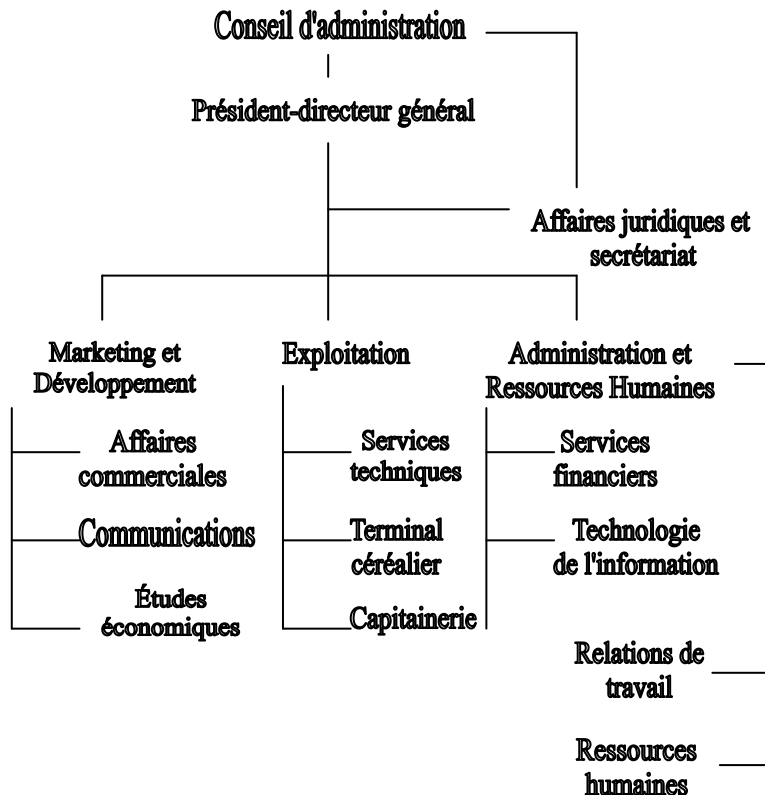 Conseil d'administration
Président-directeur général
Affaires juridiques et
secrétariat
Marketing et
Développement
Affaires
commerciales
Communications
Études
économiques
Exploitation
Services
techniques
Terminal
céréalier
Capitainerie
Administration et
Ressources Humaines
Services
financiers
Technologie
de l'information
Relations de
travail
Ressources
humaines